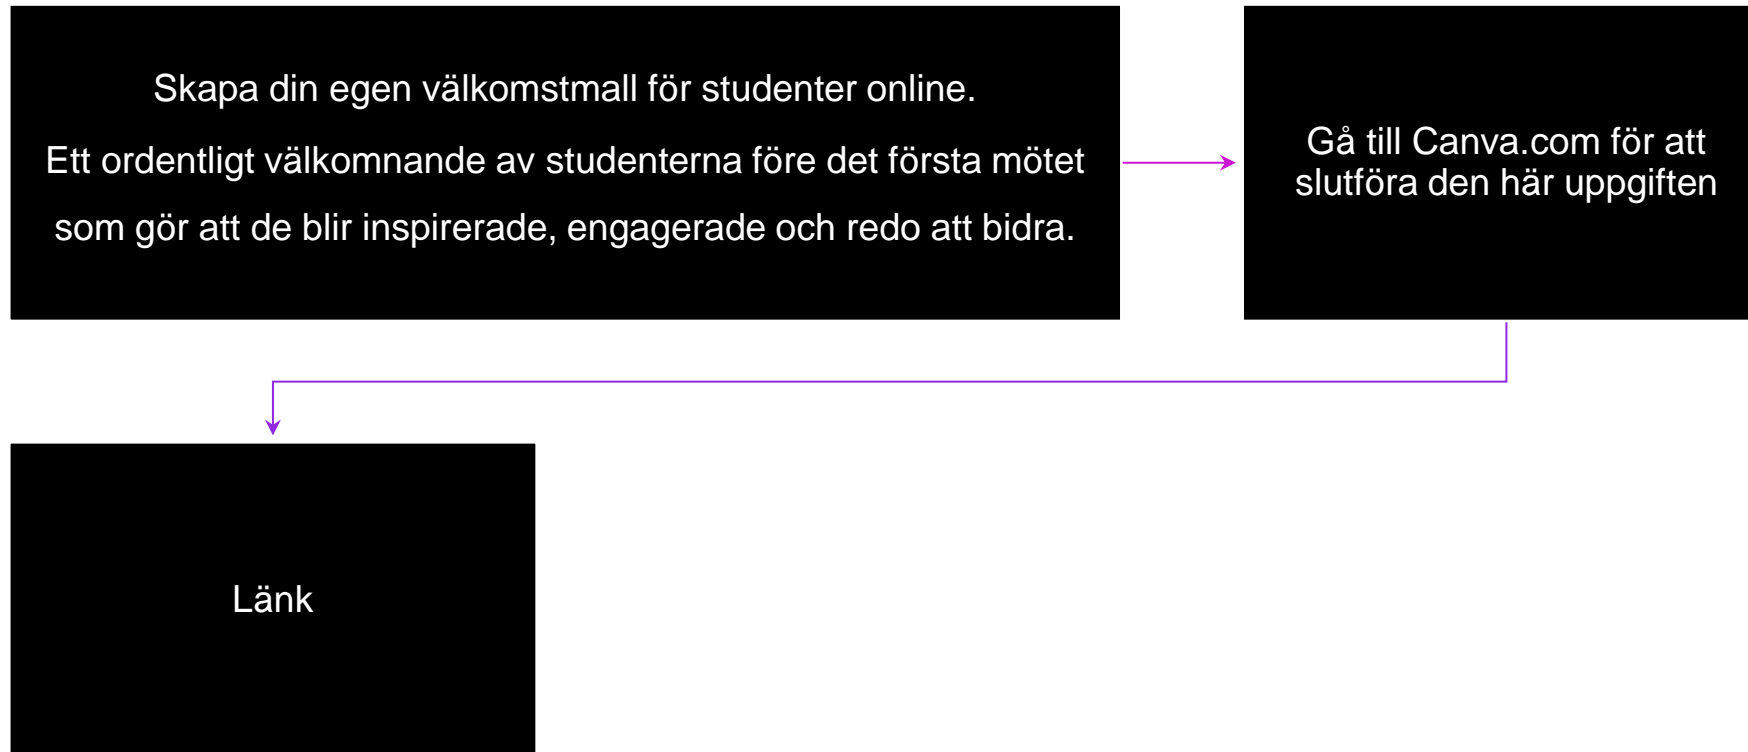 Skapa din egen välkomstmall för studenter online.
Ett ordentligt välkomnande av studenterna före det första mötet
som gör att de blir inspirerade, engagerade och redo att bidra.
Gå till Canva.com för att
slutföra den här uppgiften
Länk